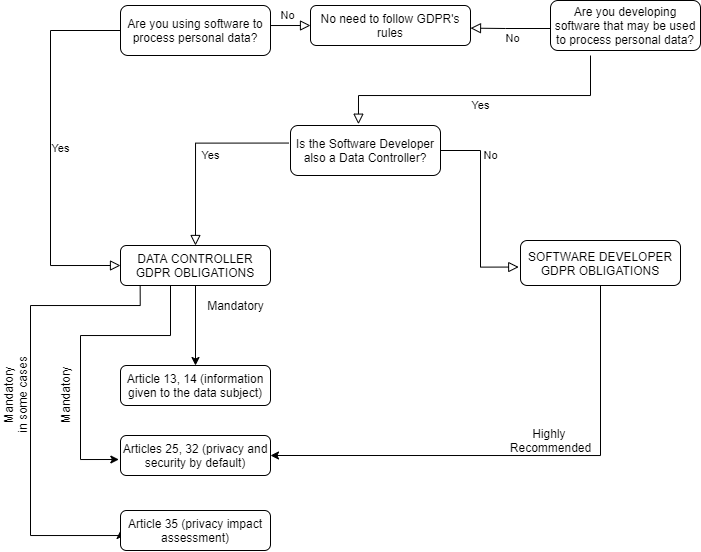 Are you using software to
process personal data?
No
No need to follow GDPR's
rules
No
Are you developing
software that may be used
to process personal data?
Yes
Yes
Is the Software Developer
also a Data Controller?
Yes
No
DATA CONTROLLER
GDPR OBLIGATIONS
SOFTWARE DEVELOPER
GDPR OBLIGATIONS
Mandatory
Mandatory
in some cases
Mandatory
Article 13, 14 (information
given to the data subject)
Articles 25, 32 (privacy and
security by default)
Highly
Recommended
Article 35 (privacy impact
assessment)